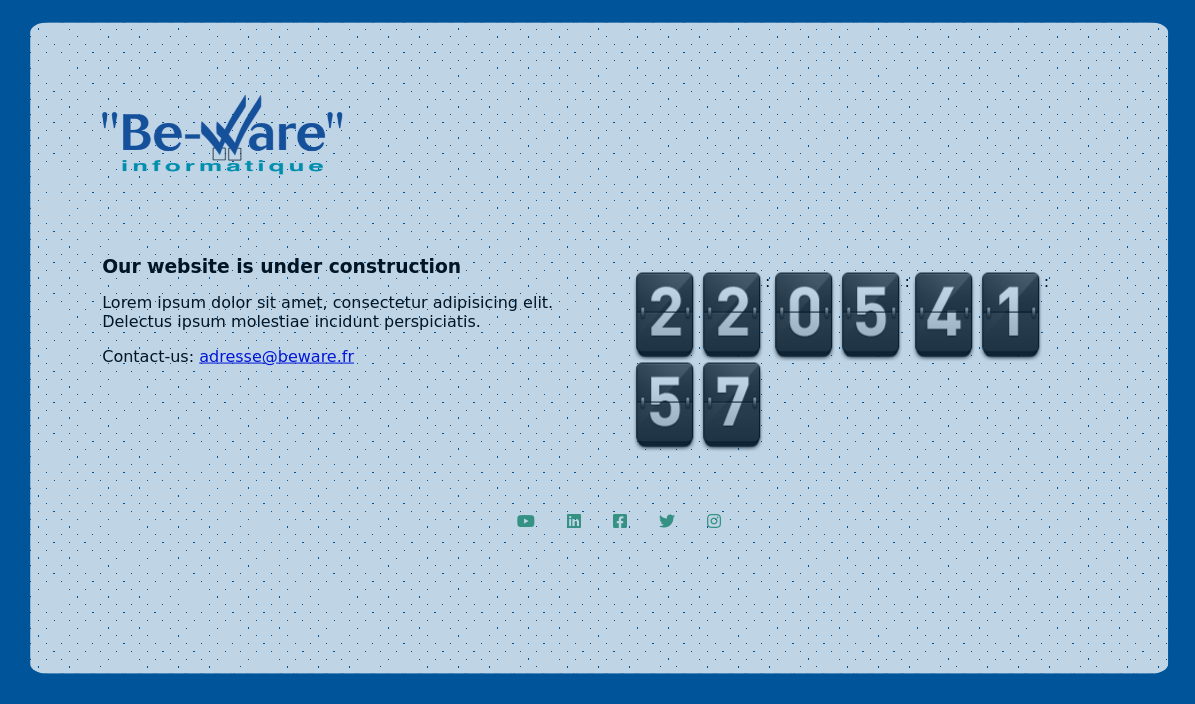 "Be-ware"
informatique
Our website is under construction
Lorem ipsum dolor sit amet, consectetur adipisicing elit.
Delectus ipsum molestiae incidunt perspiciatis.
Contact-us: adresse@beware.fr
22:05:41:
57